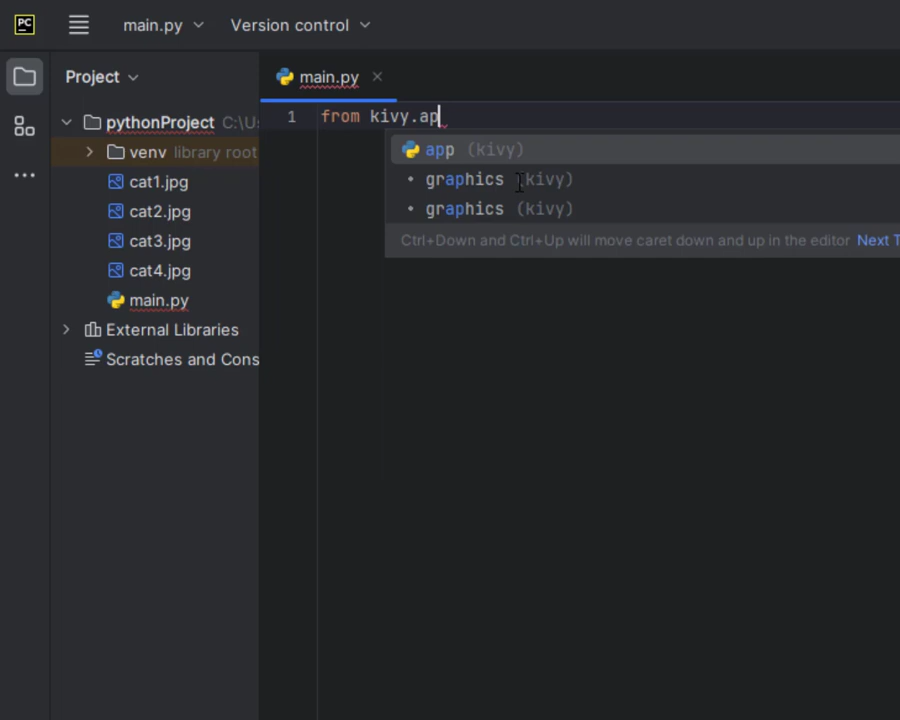 PC main.py Version control
Project main.py
pythonProject C:\U
1 from kivy.ap
venv library root
app (kivy)
cat1.jpg
graphics (kivy)
cat2.jpg
graphics (kivy)
cat3.jpg
Ctrl+Down and Ctrl+Up will move caret down and up in the editor Next T
cat4.jpg
main.py
External Libraries
Scratches and Cons